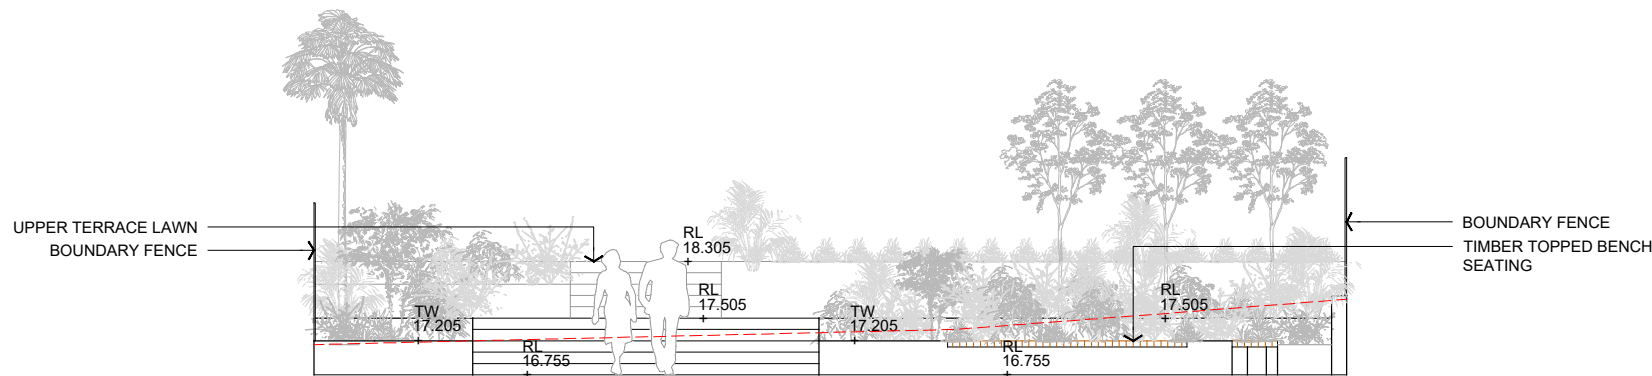 UPPER TERRACE LAWN
BOUNDARY FENCE
RL
18.305
RL
17.505
TW
17.205
RL
16.755
TW
17.205
RL
17.505
RL
16.755
BOUNDARY FENCE
TIMBER TOPPED BENCH
SEATING